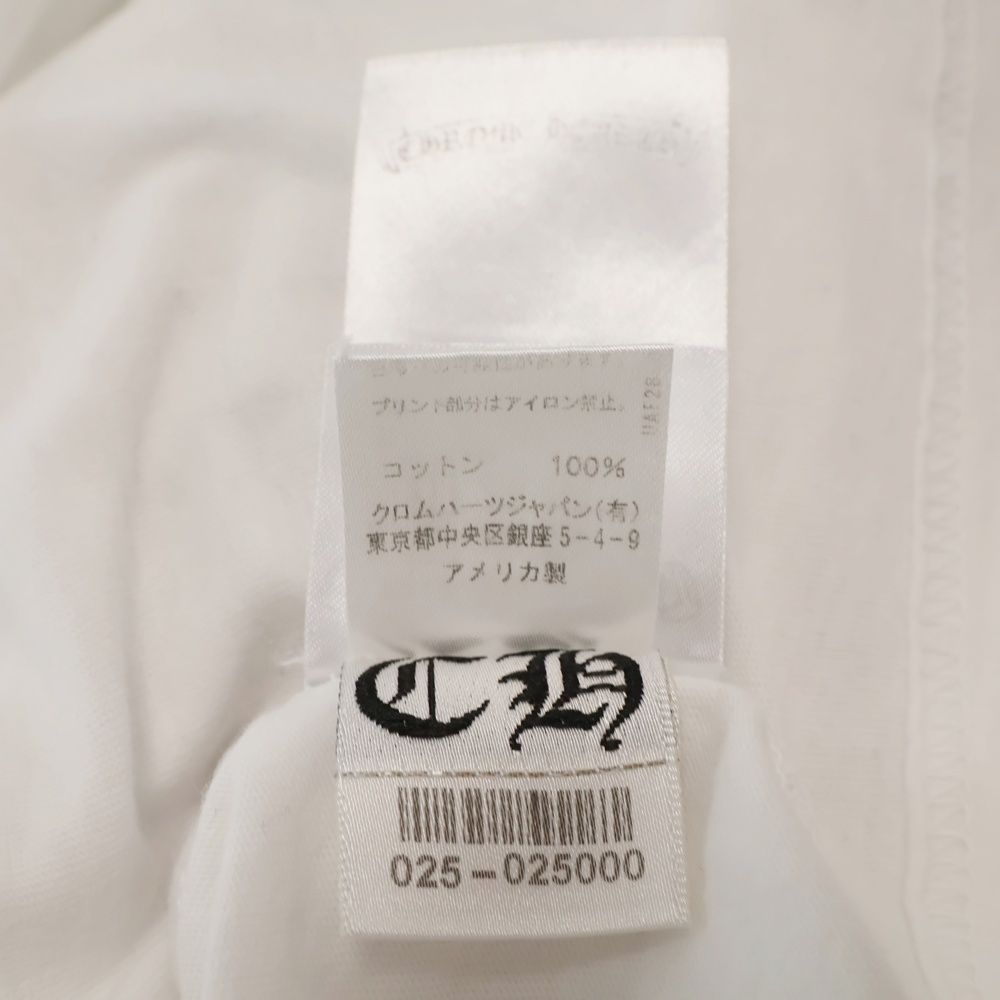 プリント部分はアイロン禁止。
コットン 100%
クロムハーツジャパン(有)
東京都中央区銀座5-4-9
アメリカ製
CH
025-025000